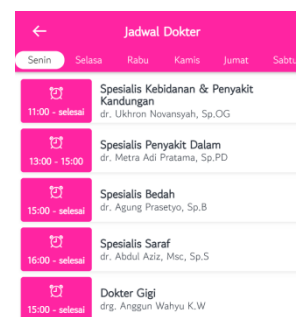 Jadwal Dokter
Senin Selasa Rabu Kamis Jumat Sabtu
Spesialis Kebidanan & Penyakit
Kandungan
11:00 - selesai
dr. Ukhron Novansyah, Sp.OG
Spesialis Penyakit Dalam
13:00 - 15:00
dr. Metra Adi Pratama, Sp.PD
Spesialis Bedah
15:00 - selesai
dr. Agung Prasetyo, Sp.B
Spesialis Saraf
16:00 - selesai
dr. Abdul Aziz, Msc, Sp.S
Dokter Gigi
15:00 - selesai
drg. Anggun Wahyu K.W